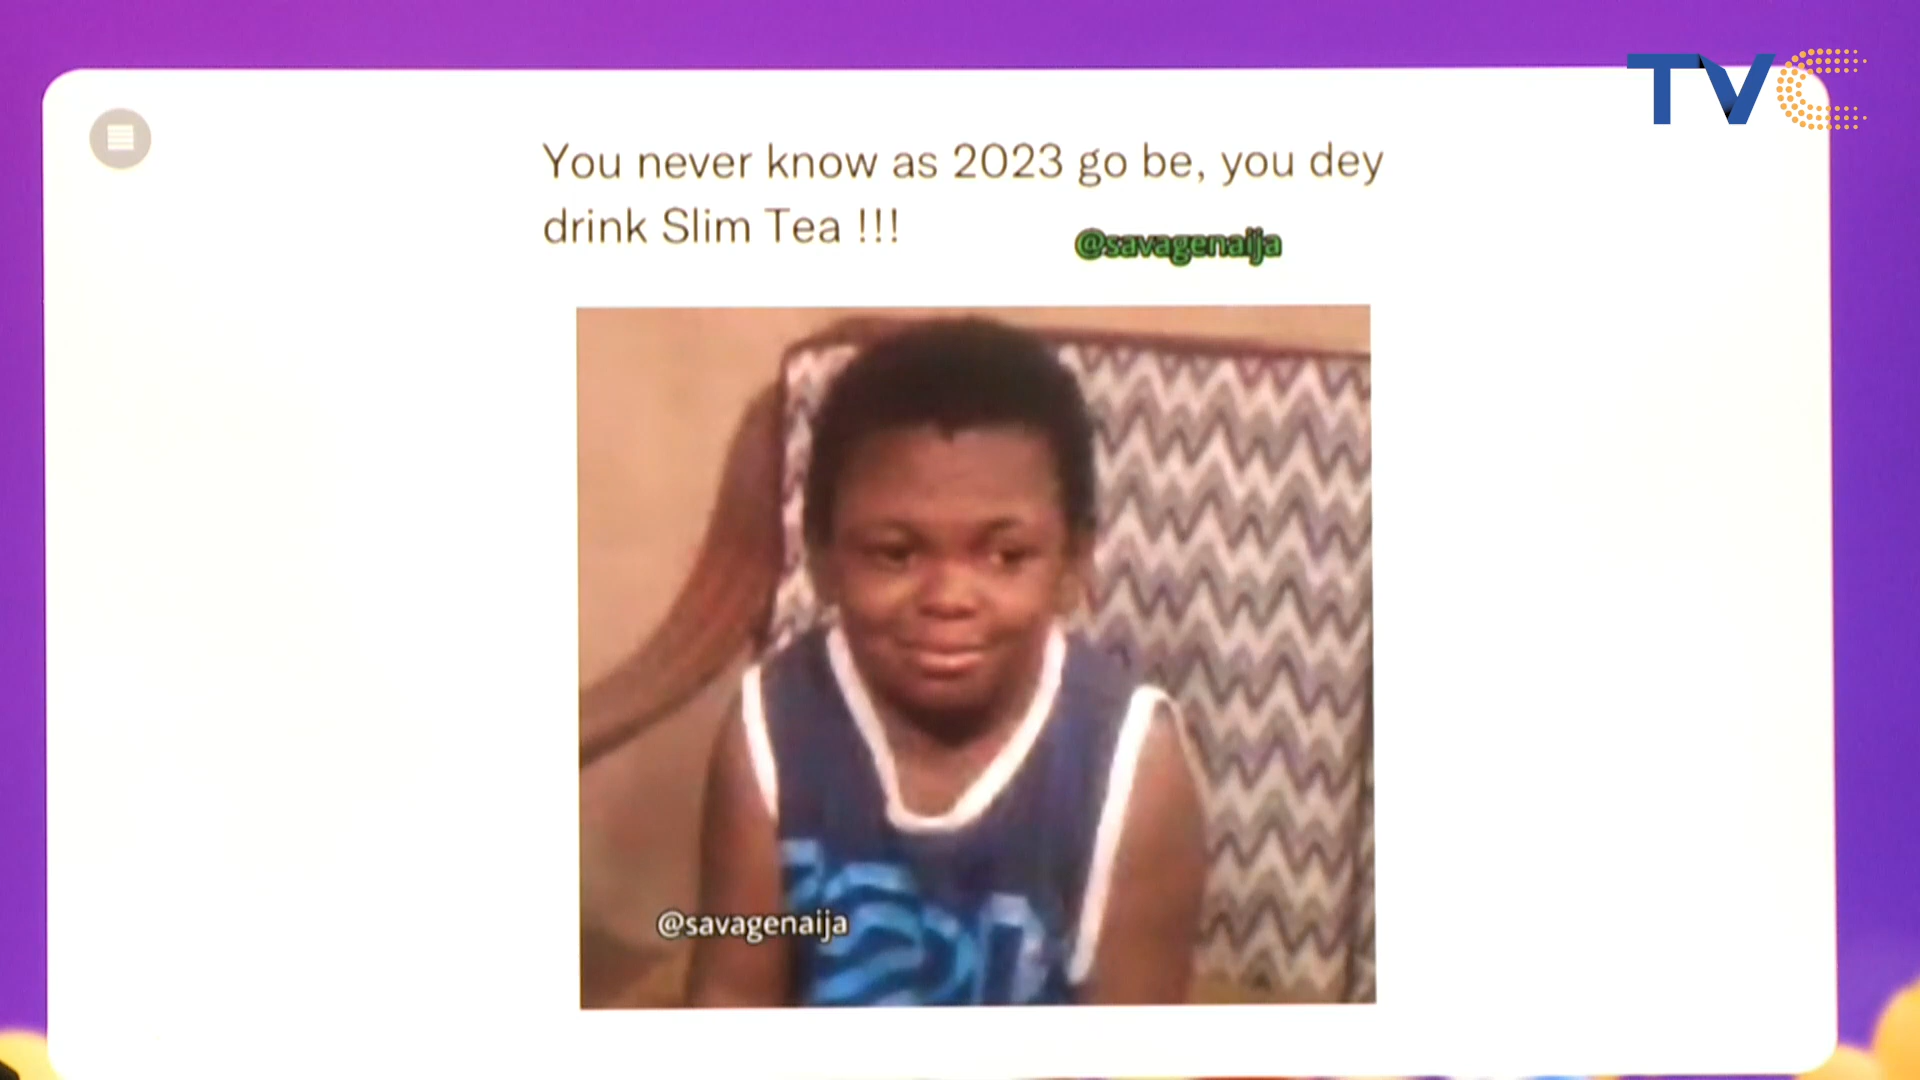 TVC
You never know as 2023 go be, you dey
drink Slim Tea !!!
@savagenaija
@savagenaija